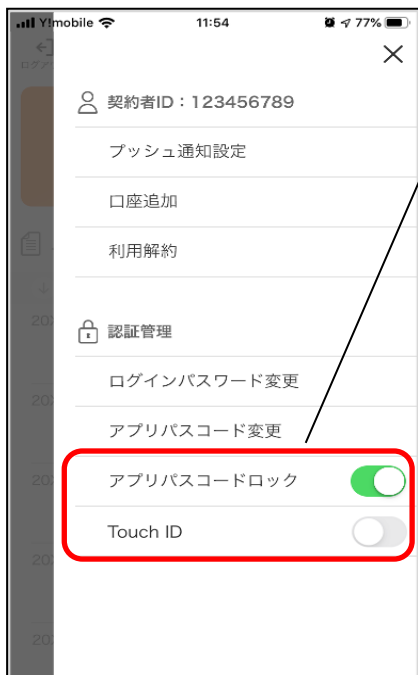 Y!mobile 11:54 77%
契約者ID：123456789
プッシュ通知設定
口座追加
利用解約
認証管理
ログインパスワード変更
アプリパスコード変更
アプリパスコードロック
Touch ID